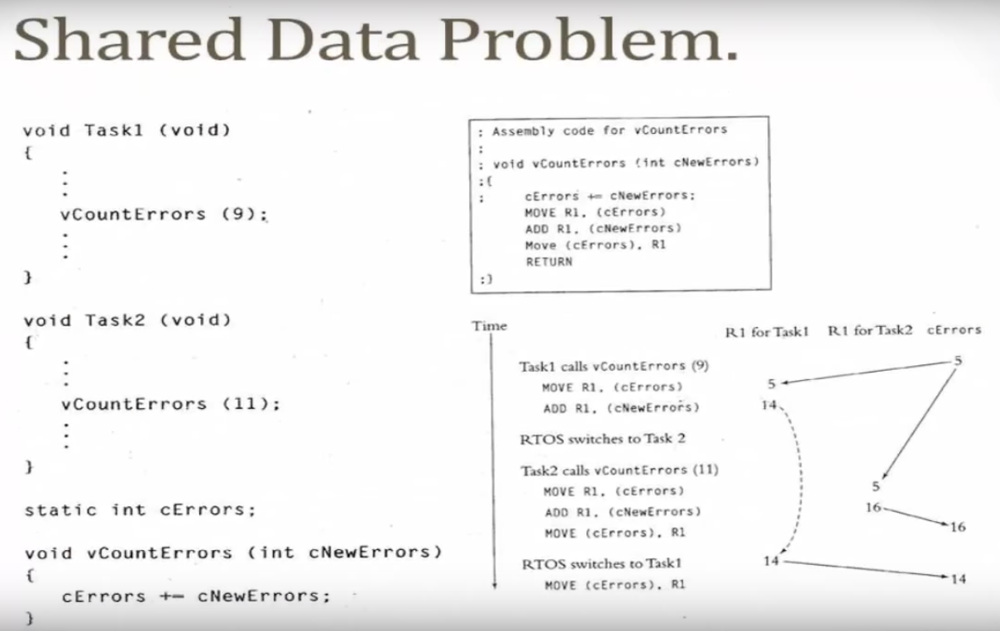 Shared Data Problem.
void Task1 (void)
{
⋮
vCountErrors (9);
⋮
}
void Task2 (void)
{
⋮
vCountErrors (11);
⋮
}
static int cErrors;
void vCountErrors (int cNewErrors)
{
cErrors += cNewErrors;
}
; Assembly code for vCountErrors
;
; void vCountErrors (int cNewErrors)
;{
; cErrors += cNewErrors;
MOVE R1, (cErrors)
ADD R1, (cNewErrors)
Move (cErrors), R1
RETURN
;}
Time
R1 for Task1 R1 for Task2 cErrors
5
Task1 calls vCountErrors (9)
MOVE R1, (cErrors) 5
ADD R1, (cNewErrors) 14
RTOS switches to Task 2
Task2 calls vCountErrors (11)
MOVE R1, (cErrors) 5
ADD R1, (cNewErrors) 16
MOVE (cErrors), R1 16
RTOS switches to Task1 14
MOVE (cErrors), R1 14